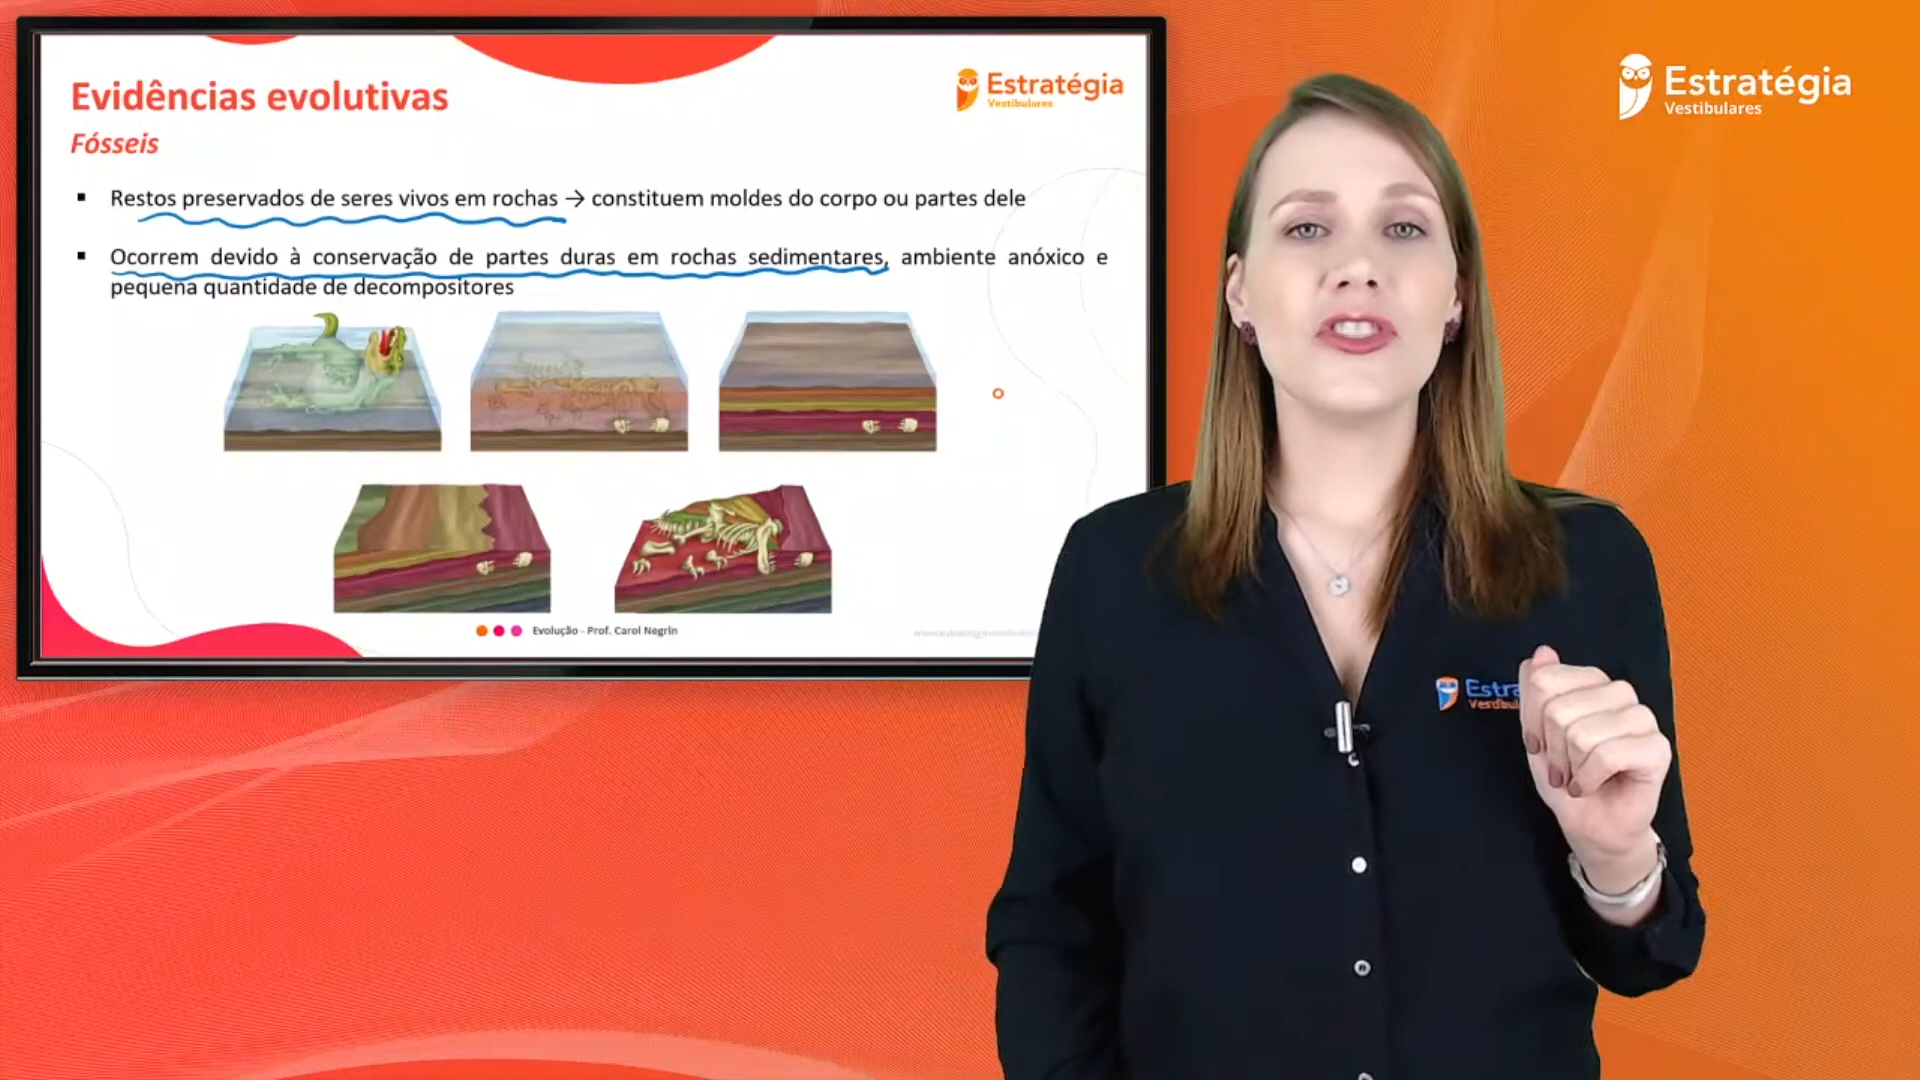 Evidências evolutivas
Fósseis
Estratégia
Vestibulares
▪ Restos preservados de seres vivos em rochas → constituem moldes do corpo ou partes dele
▪ Ocorrem devido à conservação de partes duras em rochas sedimentares, ambiente anóxico e
pequena quantidade de decompositores
Evolução - Prof. Carol Negrin
Estratégia
Vestibulares
Estra
Vestibul